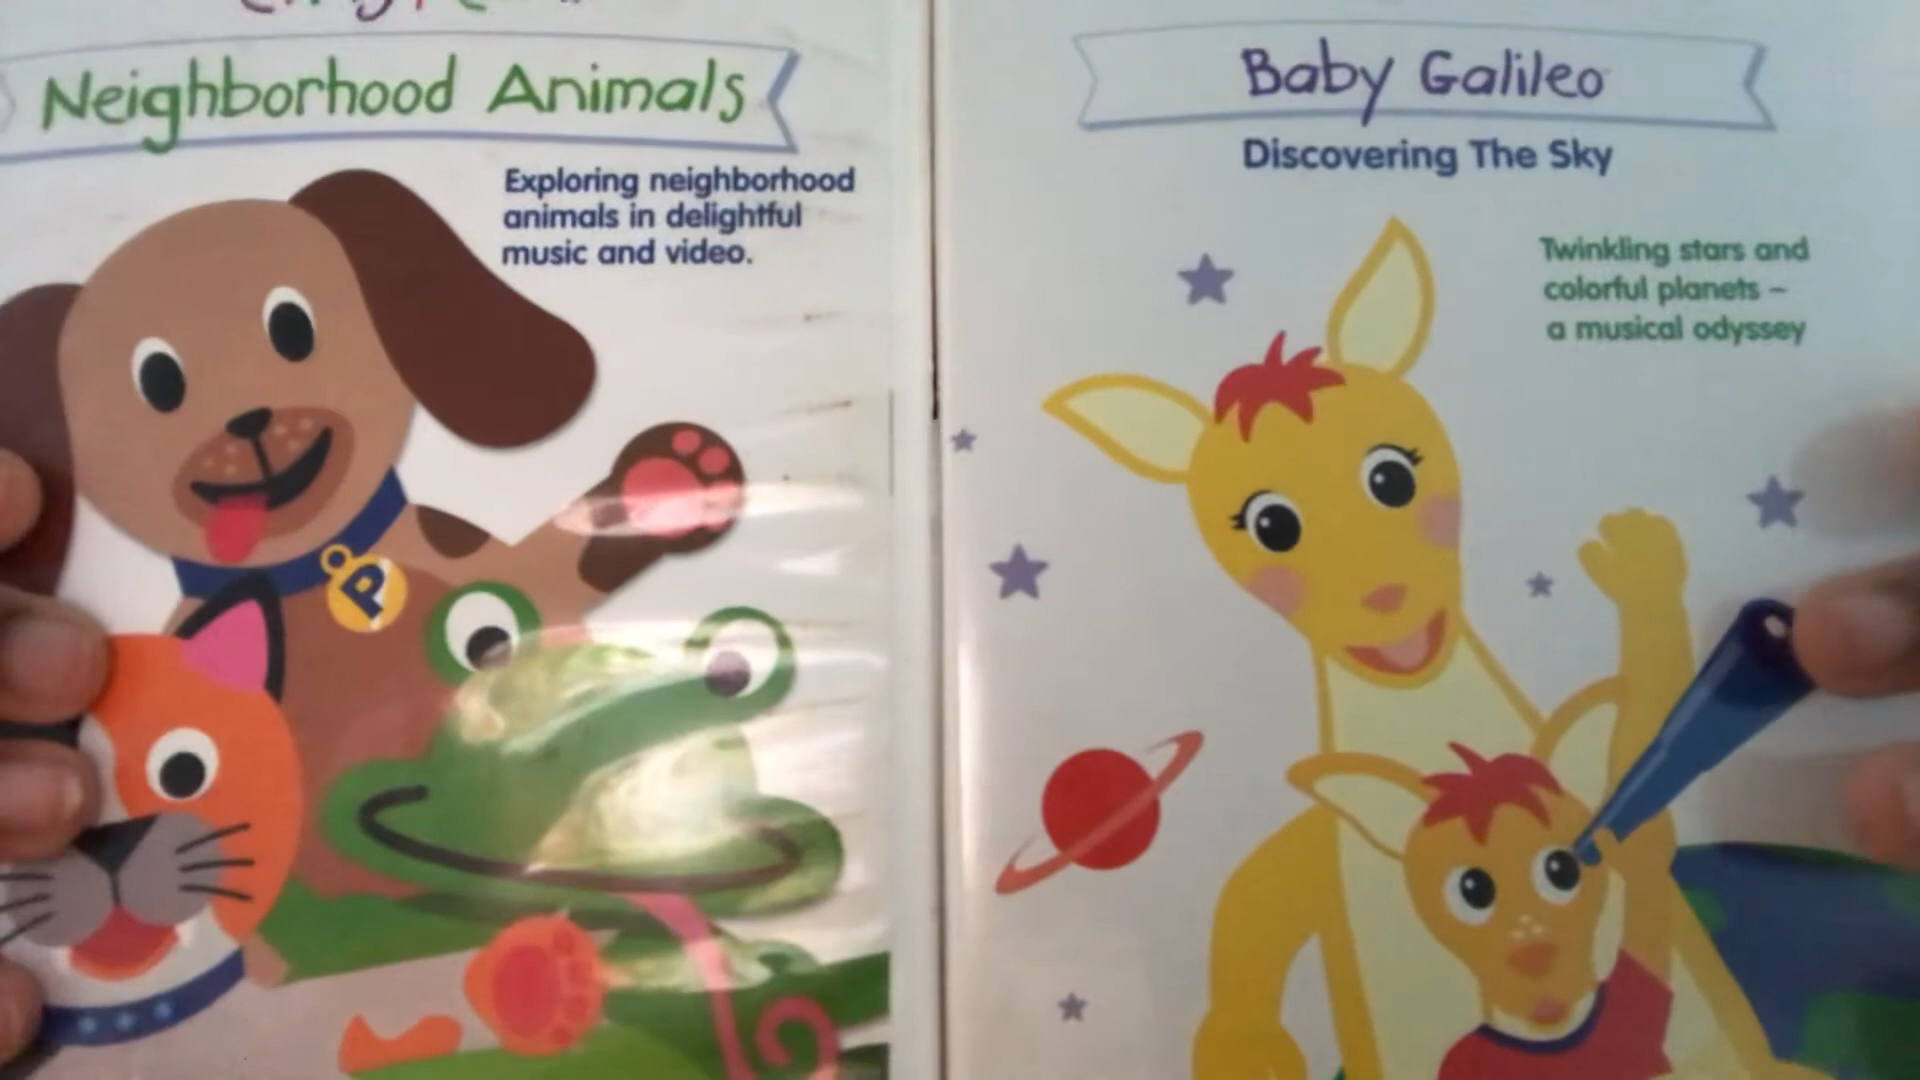 Neighborhood Animals
Exploring neighborhood
animals in delightful
music and video.
P
Baby Galileo
Discovering The Sky
Twinkling stars and
colorful planets –
a musical odyssey